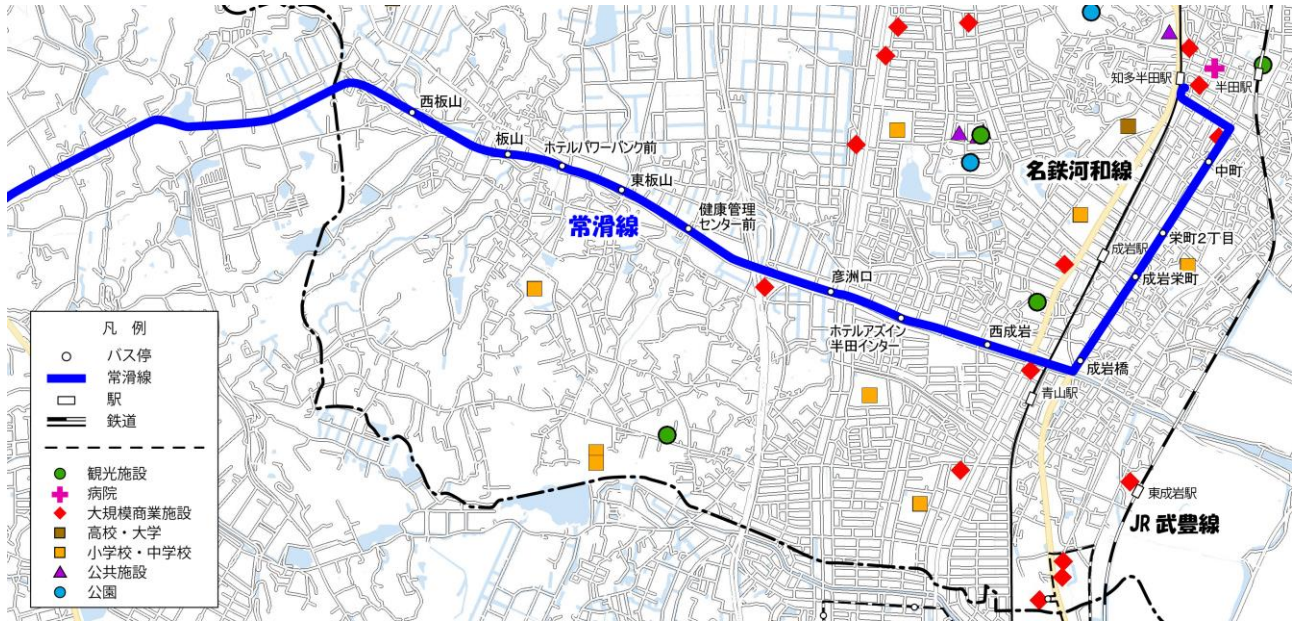 知多半田駅
半田駅
西板山
板山
ホテルパワーバンク前
東板山
健康管理
センター前
常滑線
名鉄河和線
中町
栄町2丁目
成岩駅
成岩栄町
彦洲口
ホテルアズイン
半田インター
西成岩
成岩橋
青山駅
東成岩駅
JR 武豊線
凡 例
バス停
常滑線
駅
鉄道
観光施設
病院
大規模商業施設
高校・大学
小学校・中学校
公共施設
公園